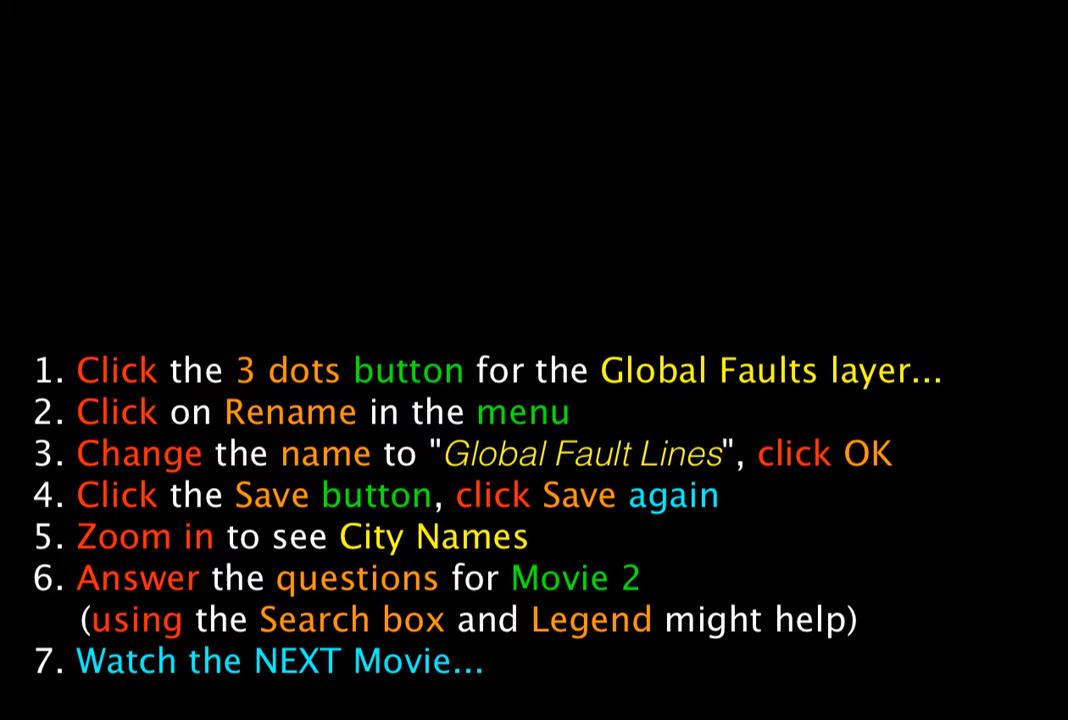 1. Click the 3 dots button for the Global Faults layer...
2. Click on Rename in the menu
3. Change the name to "Global Fault Lines", click OK
4. Click the Save button, click Save again
5. Zoom in to see City Names
6. Answer the questions for Movie 2
(using the Search box and Legend might help)
7. Watch the NEXT Movie...